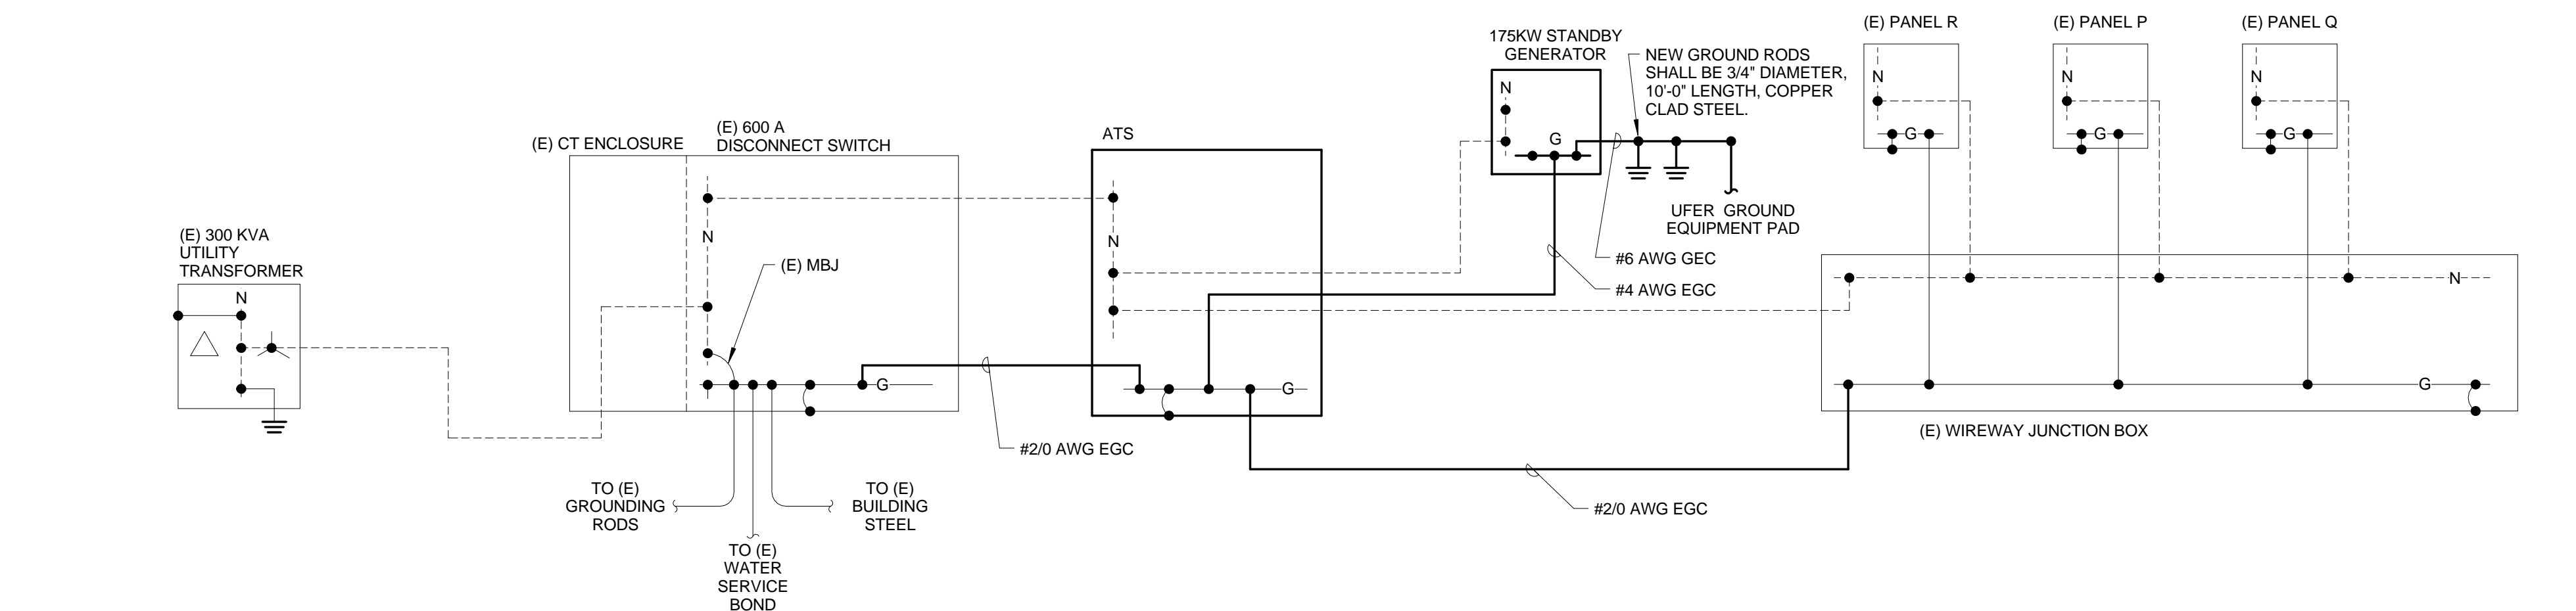 (E) PANEL R
(E) PANEL P
(E) PANEL Q
175KW STANDBY
GENERATOR
NEW GROUND RODS
SHALL BE 3/4" DIAMETER,
10'-0" LENGTH, COPPER
CLAD STEEL.
N
N
N
N
G
G
G
G
(E) CT ENCLOSURE
(E) 600 A
DISCONNECT SWITCH
ATS
UFER GROUND
EQUIPMENT PAD
(E) 300 KVA
UTILITY
TRANSFORMER
N
N
N
(E) MBJ
#6 AWG GEC
#4 AWG EGC
N
G
G
G
#2/0 AWG EGC
(E) WIREWAY JUNCTION BOX
#2/0 AWG EGC
TO (E)
GROUNDING
RODS
TO (E)
BUILDING
STEEL
TO (E)
WATER
SERVICE
BOND